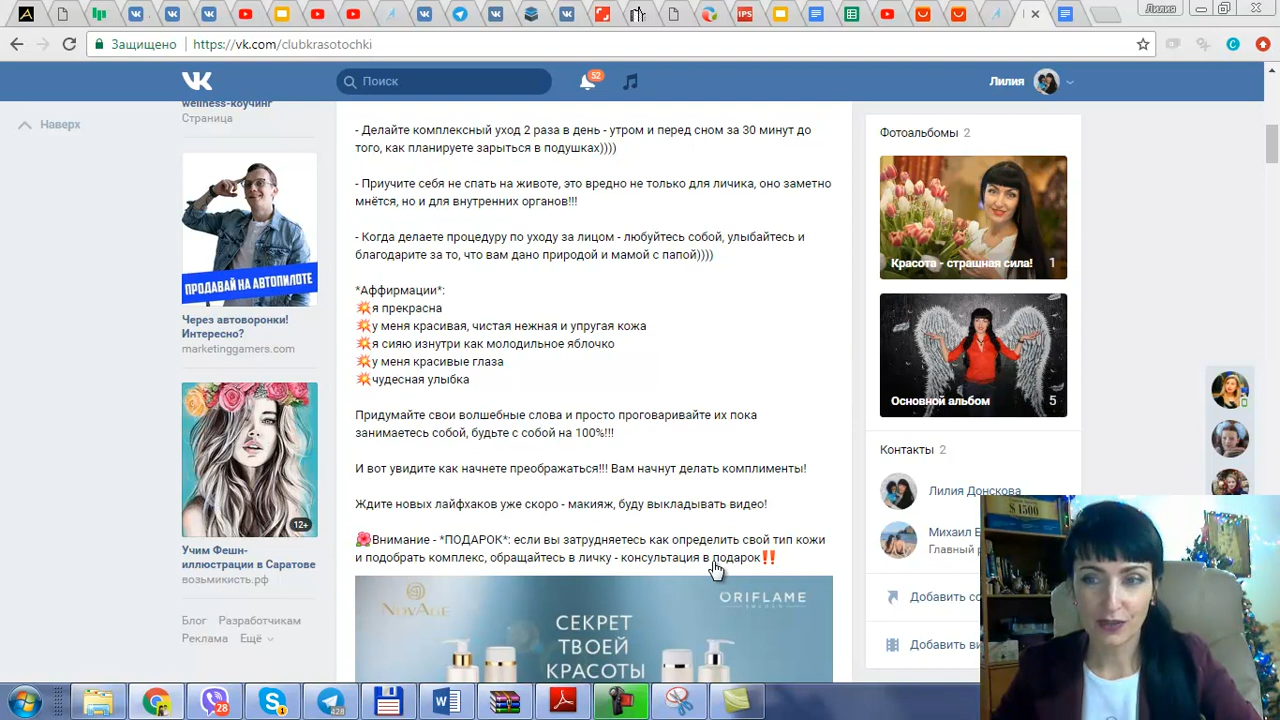 Лилия
Защищено
https://vk.com/clubkrasotochki
Поиск
52
Лилия
Наверх
wellness-коучинг
Страница
ПРОДАВАЙ НА АВТОПИЛОТЕ
Через автоворонки!
Интересно?
marketinggamers.com
12+
Учим Фешн-
иллюстрации в Саратове
возьмикисть.рф
Блог Разработчикам
Реклама Ещё
- Делайте комплексный уход 2 раза в день - утром и перед сном за 30 минут до
того, как планируете зарыться в подушках))))
- Приучите себя не спать на животе, это вредно не только для личика, оно заметно
мнётся, но и для внутренних органов!!!
- Когда делаете процедуру по уходу за лицом - любуйтесь собой, улыбайтесь и
благодарите за то, что вам дано природой и мамой с папой))))
*Аффирмации*:
💥я прекрасна
💥у меня красивая, чистая нежная и упругая кожа
💥я сияю изнутри как молодильное яблочко
💥у меня красивые глаза
💥чудесная улыбка
Придумайте свои волшебные слова и просто проговаривайте их пока
занимаетесь собой, будьте с собой на 100%!!!
И вот увидите как начнете преображаться!!! Вам начнут делать комплименты!
Ждите новых лайфхаков уже скоро - макияж, буду выкладывать видео!
🌺Внимание - *ПОДАРОК*: если вы затрудняетесь как определить свой тип кожи
и подобрать комплекс, обращайтесь в личку - консультация в подарок‼️
NOVAGE
ORIFLAME
SWEDEN
СЕКРЕТ
ТВОЕЙ
КРАСОТЫ
Фотоальбомы 2
Красота - страшная сила! 1
Основной альбом 5
Контакты 2
Лилия Донскова
Михаил
Главный
Добавить
Добавить
$ 1500
28
1
428
IPS